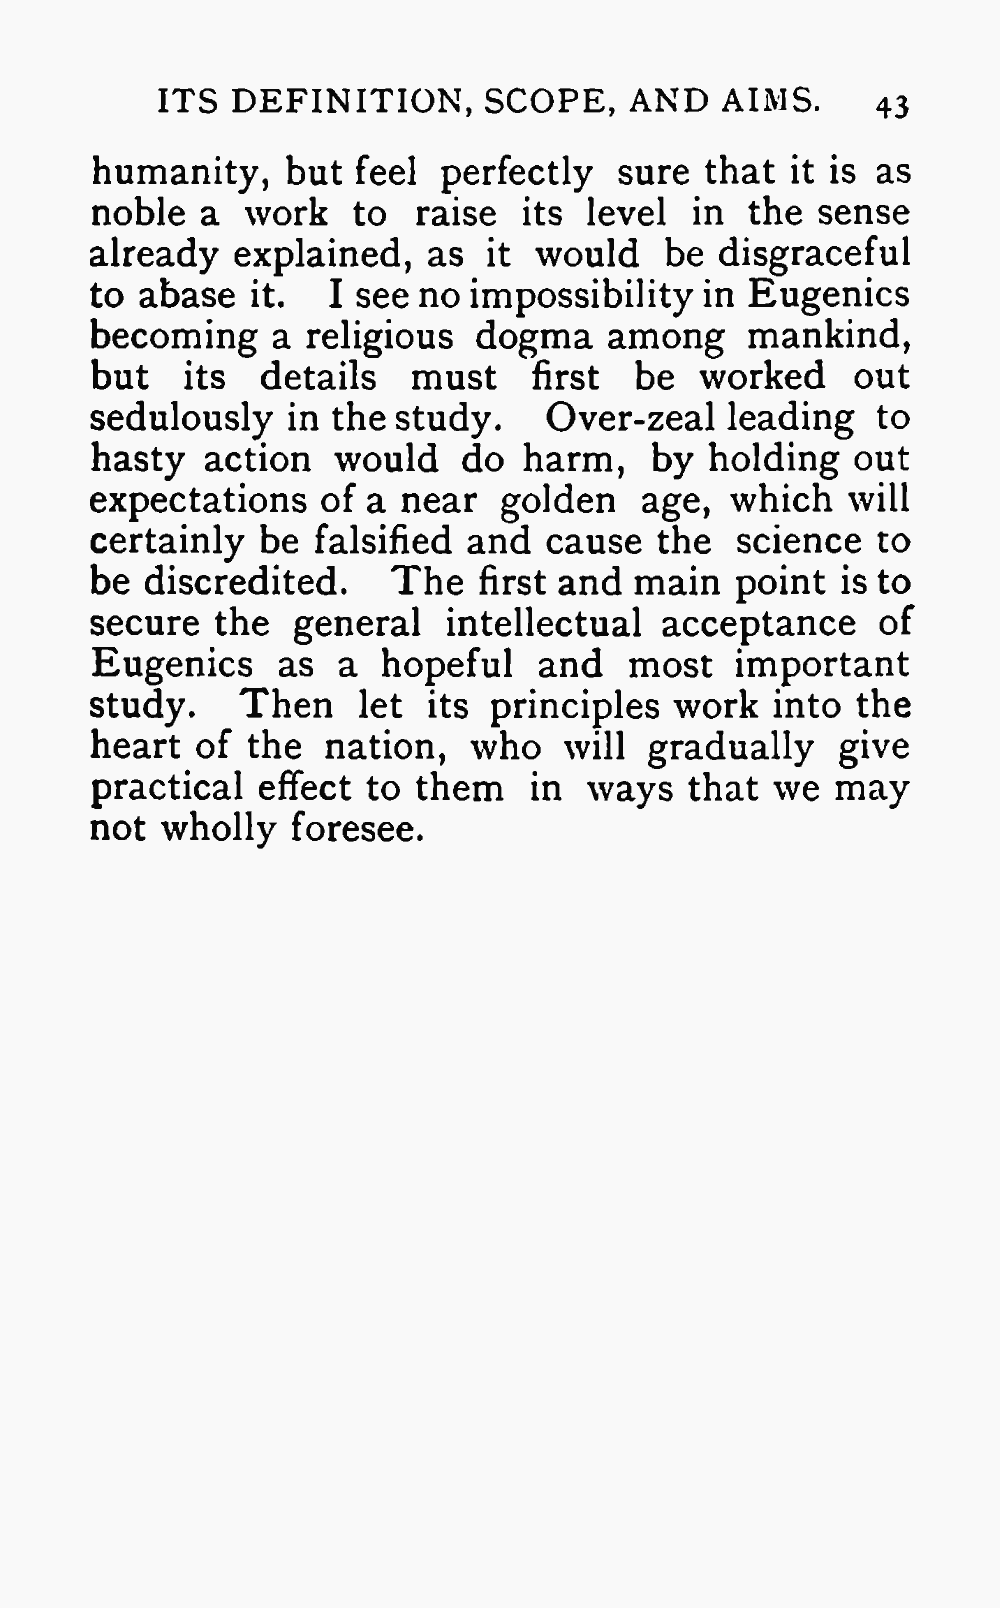 ITS DEFINITION, SCOPE, AND AIMS. 43
humanity, but feel perfectly sure that it is as
noble a work to raise its level in the sense
already explained, as it would be disgraceful
to abase it. I see no impossibility in Eugenics
becoming a religious dogma among mankind,
but its details must first be worked out
sedulously in the study. Over-zeal leading to
hasty action would do harm, by holding out
expectations of a near golden age, which will
certainly be falsified and cause the science to
be discredited. The first and main point is to
secure the general intellectual acceptance of
Eugenics as a hopeful and most important
study. Then let its principles work into the
heart of the nation, who will gradually give
practical effect to them in ways that we may
not wholly foresee.